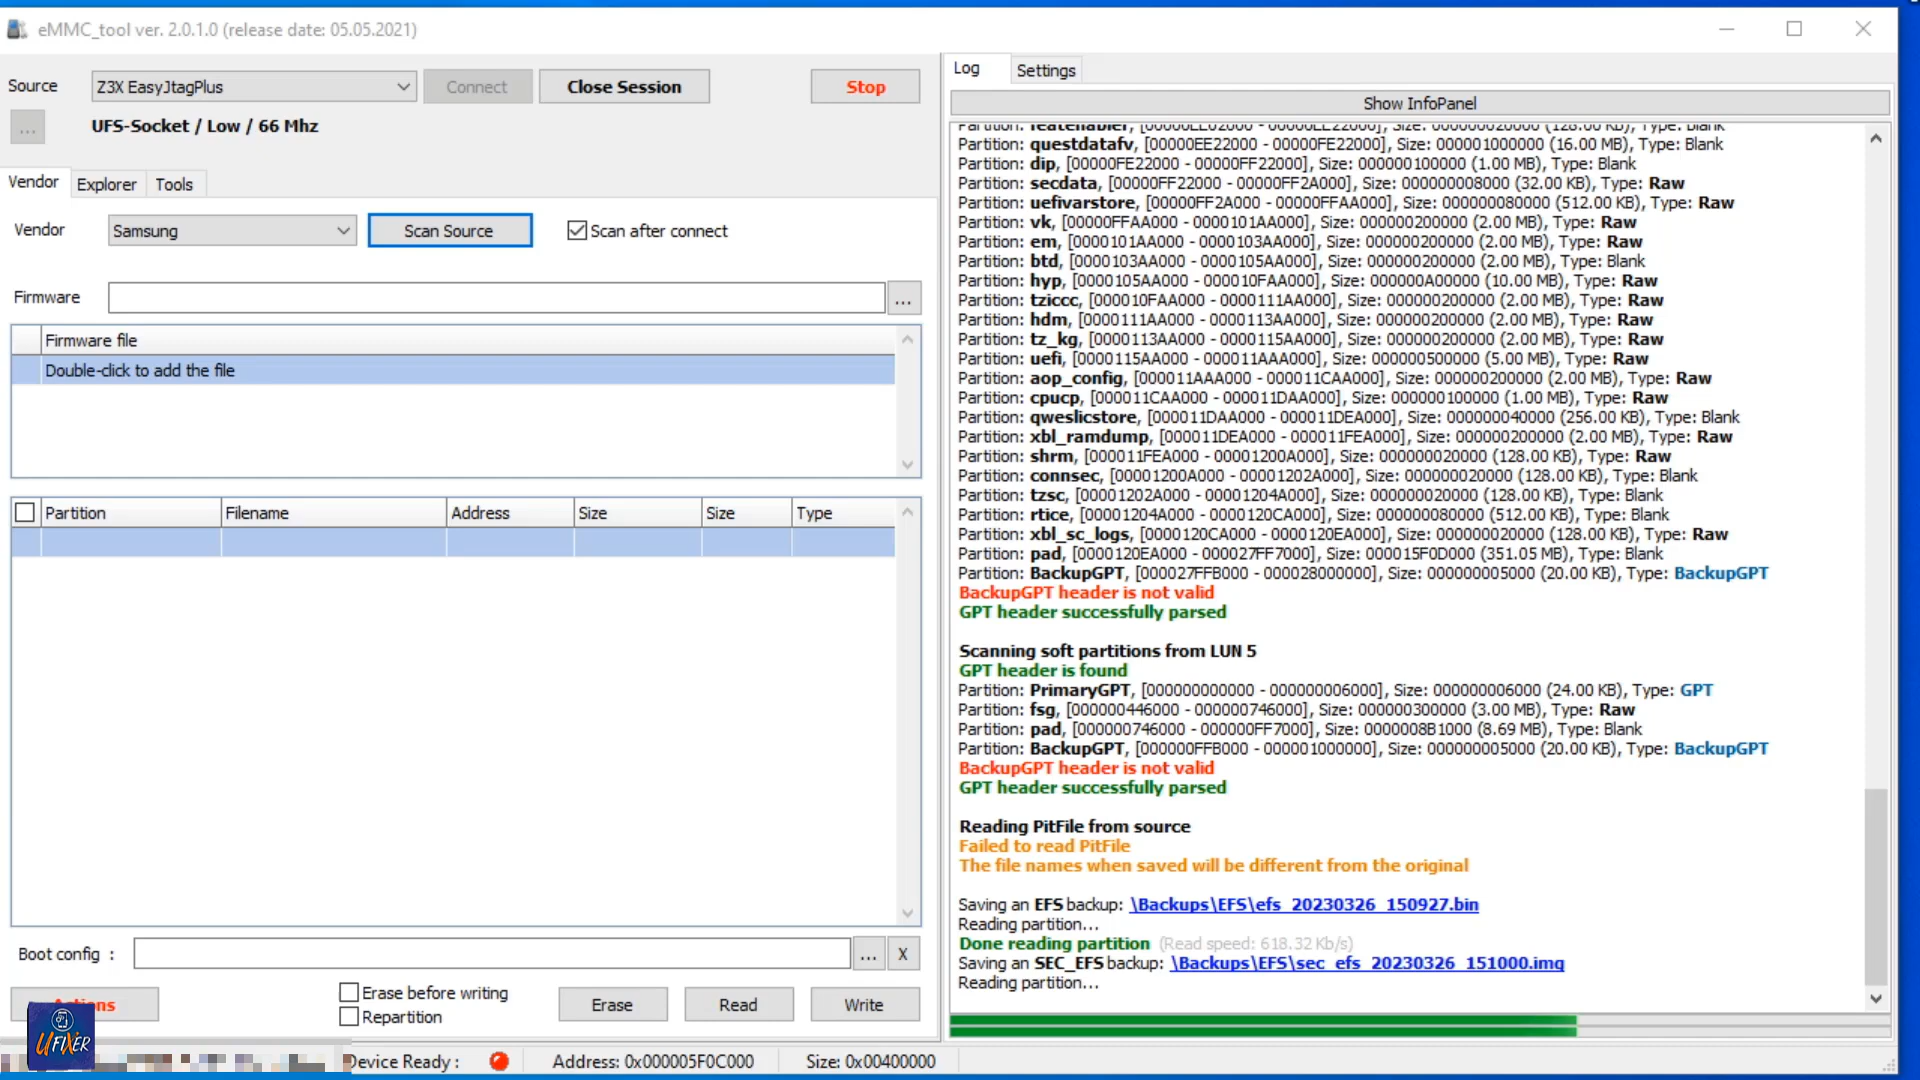 eMMC_tool ver. 2.0.1.0 (release date: 05.05.2021)
Source
Z3X EasyJtagPlus
Connect
Close Session
Stop
...
UFS-Socket / Low / 66 Mhz
Vendor
Explorer
Tools
Vendor
Samsung
Scan Source
Scan after connect
Firmware
...
Firmware file
Double-click to add the file
Partition
Filename
Address
Size
Size
Type
Boot config :
...
X
Erase before writing
Repartition
Erase
Read
Write
UFIXER
Device Ready :
Address: 0x000005F0C000
Size: 0x00400000
Log
Settings
Show InfoPanel
Partition: featenabler, [00000EE02000 - 00000EE22000], Size: 000000020000 (128.00 KB), Type: Blank
Partition: questdatafv, [00000EE22000 - 00000FE22000], Size: 000001000000 (16.00 MB), Type: Blank
Partition: dip, [00000FE22000 - 00000FF22000], Size: 000000100000 (1.00 MB), Type: Blank
Partition: secdata, [00000FF22000 - 00000FF2A000], Size: 000000008000 (32.00 KB), Type: Raw
Partition: uefivarstore, [00000FF2A000 - 00000FFAA000], Size: 000000080000 (512.00 KB), Type: Raw
Partition: vk, [00000FFAA000 - 0000101AA000], Size: 000000200000 (2.00 MB), Type: Raw
Partition: em, [0000101AA000 - 0000103AA000], Size: 000000200000 (2.00 MB), Type: Raw
Partition: btd, [0000103AA000 - 0000105AA000], Size: 000000200000 (2.00 MB), Type: Blank
Partition: hyp, [0000105AA000 - 000010FAA000], Size: 000000A00000 (10.00 MB), Type: Raw
Partition: tziccc, [000010FAA000 - 0000111AA000], Size: 000000200000 (2.00 MB), Type: Raw
Partition: hdm, [0000111AA000 - 0000113AA000], Size: 000000200000 (2.00 MB), Type: Raw
Partition: tz_kg, [0000113AA000 - 0000115AA000], Size: 000000200000 (2.00 MB), Type: Raw
Partition: uefi, [0000115AA000 - 000011AAA000], Size: 000000500000 (5.00 MB), Type: Raw
Partition: aop_config, [000011AAA000 - 000011CAA000], Size: 000000200000 (2.00 MB), Type: Raw
Partition: cpucp, [000011CAA000 - 000011DAA000], Size: 000000100000 (1.00 MB), Type: Raw
Partition: qweslicstore, [000011DAA000 - 000011DEA000], Size: 000000040000 (256.00 KB), Type: Blank
Partition: xbl_ramdump, [000011DEA000 - 000011FEA000], Size: 000000200000 (2.00 MB), Type: Raw
Partition: shrm, [000011FEA000 - 00001200A000], Size: 000000020000 (128.00 KB), Type: Raw
Partition: connsec, [00001200A000 - 00001202A000], Size: 000000020000 (128.00 KB), Type: Blank
Partition: tzsc, [00001202A000 - 00001204A000], Size: 000000020000 (128.00 KB), Type: Blank
Partition: rtice, [00001204A000 - 0000120CA000], Size: 000000080000 (512.00 KB), Type: Blank
Partition: xbl_sc_logs, [0000120CA000 - 0000120EA000], Size: 000000020000 (128.00 KB), Type: Raw
Partition: pad, [0000120EA000 - 000027FF7000], Size: 000015F0D000 (351.05 MB), Type: Blank
Partition: BackupGPT, [000027FFB000 - 000028000000], Size: 000000005000 (20.00 KB), Type: BackupGPT
BackupGPT header is not valid
GPT header successfully parsed
Scanning soft partitions from LUN 5
GPT header is found
Partition: PrimaryGPT, [000000000000 - 000000006000], Size: 000000006000 (24.00 KB), Type: GPT
Partition: fsg, [000000446000 - 000000746000], Size: 000000300000 (3.00 MB), Type: Raw
Partition: pad, [000000746000 - 000000FF7000], Size: 0000008B1000 (8.69 MB), Type: Blank
Partition: BackupGPT, [000000FFB000 - 000001000000], Size: 000000005000 (20.00 KB), Type: BackupGPT
BackupGPT header is not valid
GPT header successfully parsed
Reading PitFile from source
Failed to read PitFile
The file names when saved will be different from the original
Saving an EFS backup: \Backups\EFS\efs_20230326_150927.bin
Reading partition...
Done reading partition (Read speed: 618.32 Kb/s)
Saving an SEC_EFS backup: \Backups\EFS\sec_efs_20230326_151000.img
Reading partition...